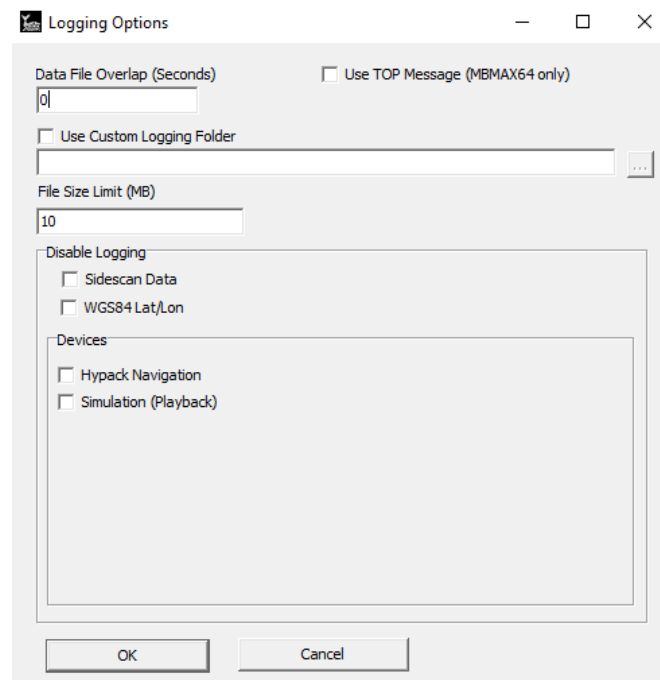 Logging Options
Data File Overlap (Seconds)
Use TOP Message (MBMAX64 only)
0
Use Custom Logging Folder
...
File Size Limit (MB)
10
Disable Logging
Sidescan Data
WGS84 Lat/Lon
Devices
Hypack Navigation
Simulation (Playback)
OK
Cancel